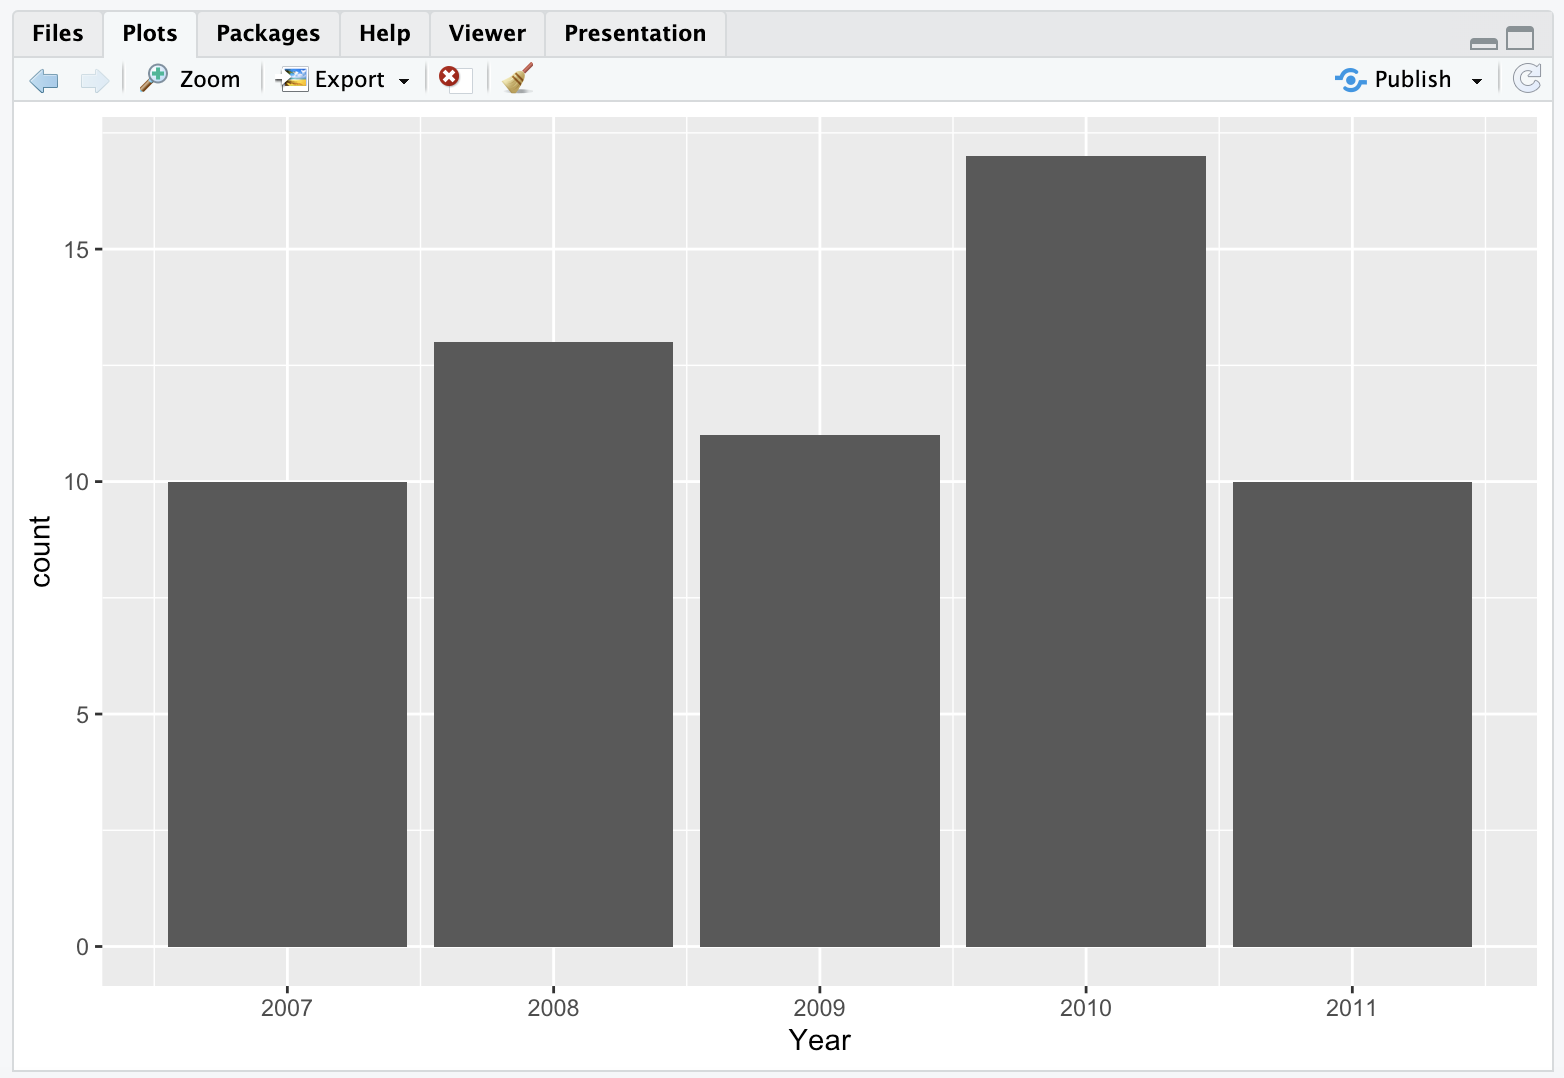 Files Plots Packages Help Viewer Presentation
Zoom Export Publish
15
10
5
0
count
2007 2008 2009 2010 2011
Year